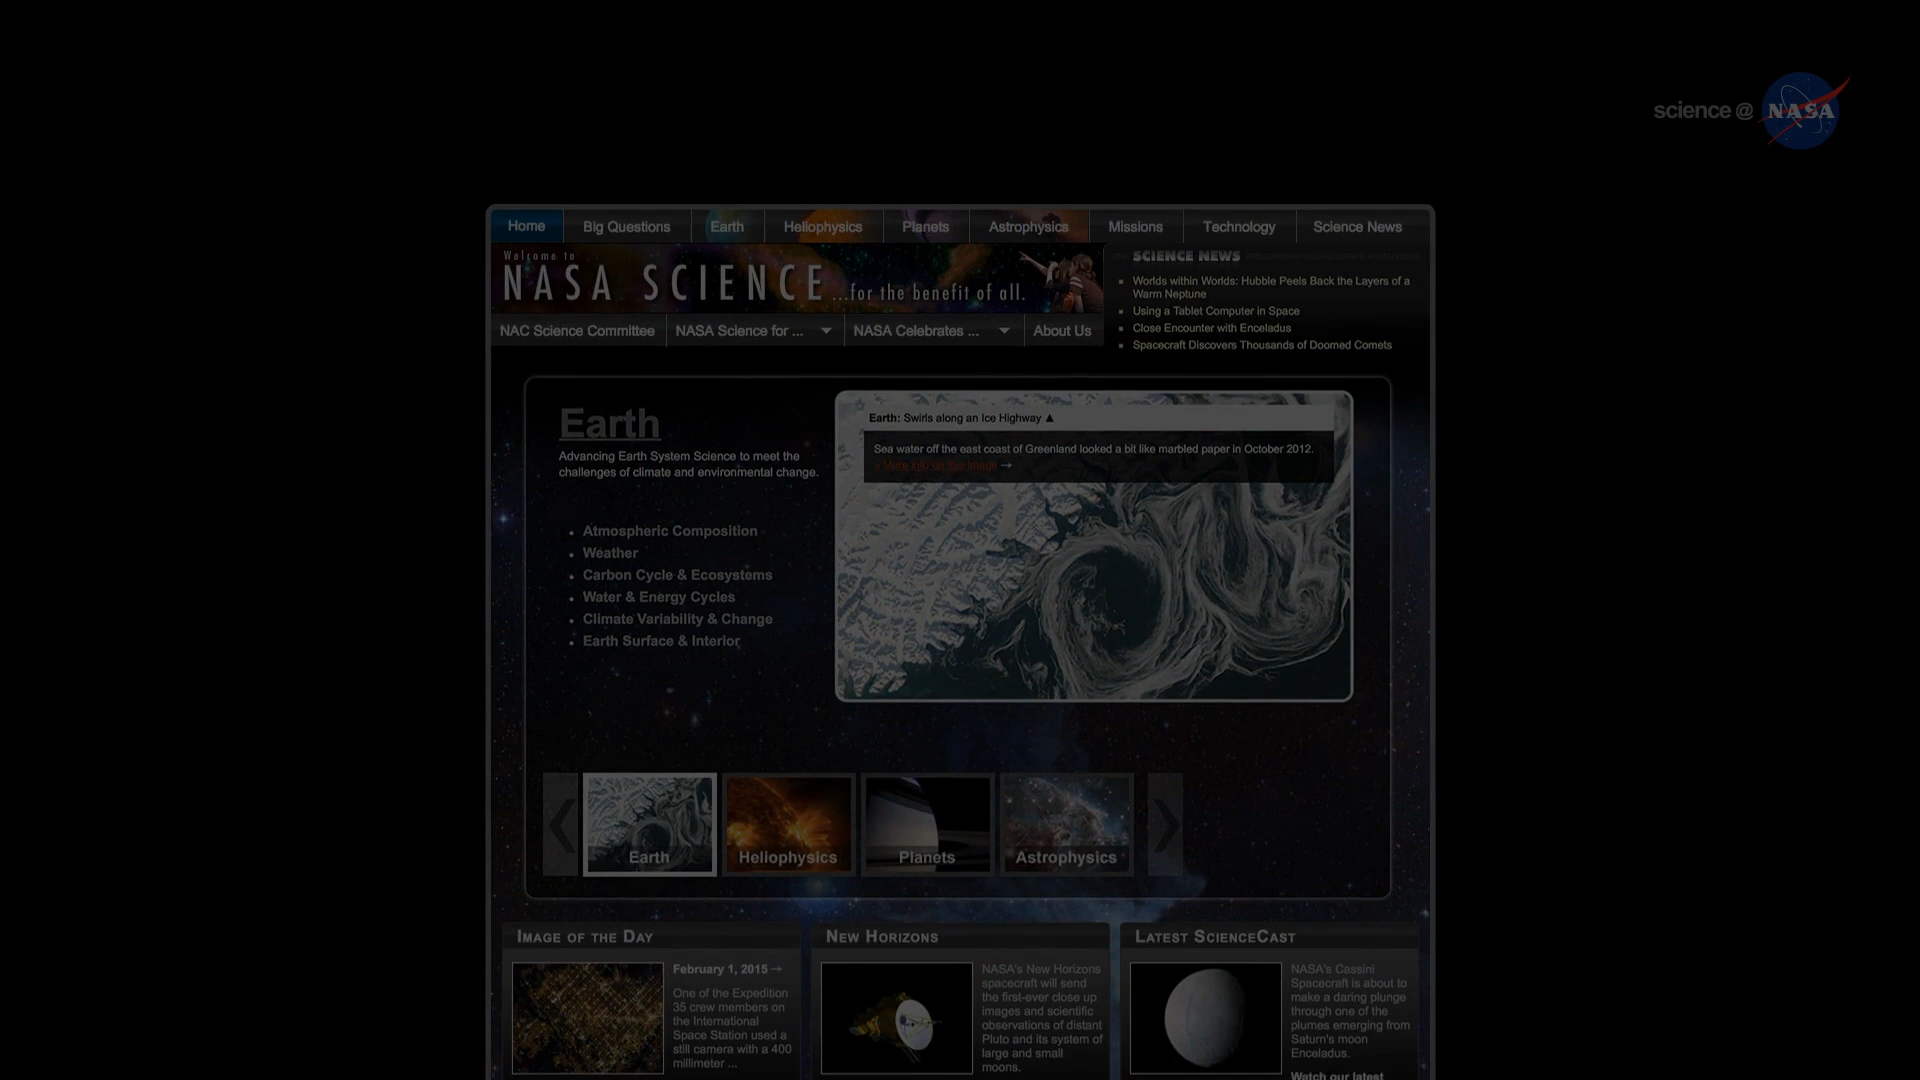 science @ NASA
Home Big Questions Earth Heliophysics Planets Astrophysics Missions Technology Science News
Welcome to
NASA SCIENCE ...for the benefit of all.
SCIENCE NEWS
Worlds within Worlds: Hubble Peels Back the Layers of a
Warm Neptune
Using a Tablet Computer in Space
Close Encounter with Enceladus
Spacecraft Discovers Thousands of Doomed Comets
NAC Science Committee NASA Science for ... NASA Celebrates ... About Us
Earth
Advancing Earth System Science to meet the
challenges of climate and environmental change.
Atmospheric Composition
Weather
Carbon Cycle & Ecosystems
Water & Energy Cycles
Climate Variability & Change
Earth Surface & Interior
Earth: Swirls along an Ice Highway ▲
Sea water off the east coast of Greenland looked a bit like marbled paper in October 2012.
» More info on this image →
Earth Heliophysics Planets Astrophysics
IMAGE OF THE DAY
February 1, 2015 →
One of the Expedition
35 crew members on
the International
Space Station used a
still camera with a 400
millimeter ...
NEW HORIZONS
NASA's New Horizons
spacecraft will send
the first-ever close up
images and scientific
observations of distant
Pluto and its system of
large and small
moons.
LATEST SCIENCECAST
NASA's Cassini
Spacecraft is about to
make a daring plunge
through one of the
plumes emerging from
Saturn's moon
Enceladus.
Watch our latest